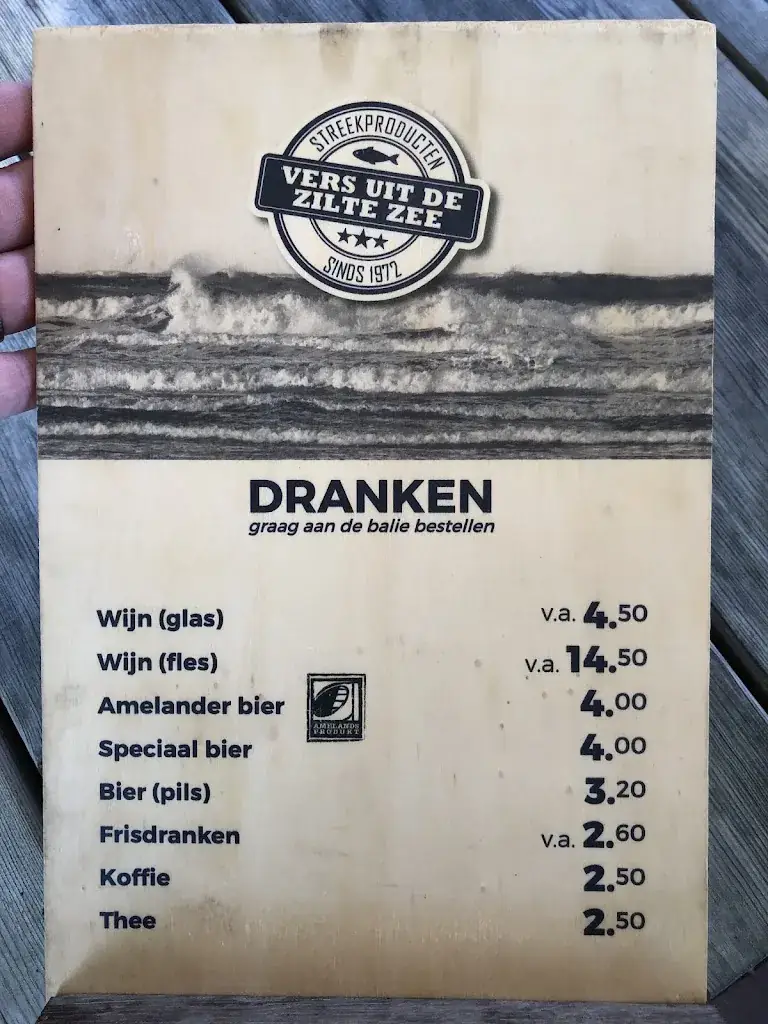 STREEKPRODUCTEN
VERS UIT DE
ZILTE ZEE
SINDS 1972
DRANKEN
graag aan de balie bestellen
Wijn (glas) v.a. 4.50
Wijn (fles) v.a. 14.50
Amelander bier 4.00
AMELANDS
PRODUKT
Speciaal bier 4.00
Bier (pils) 3.20
Frisdranken v.a. 2.60
Koffie 2.50
Thee 2.50